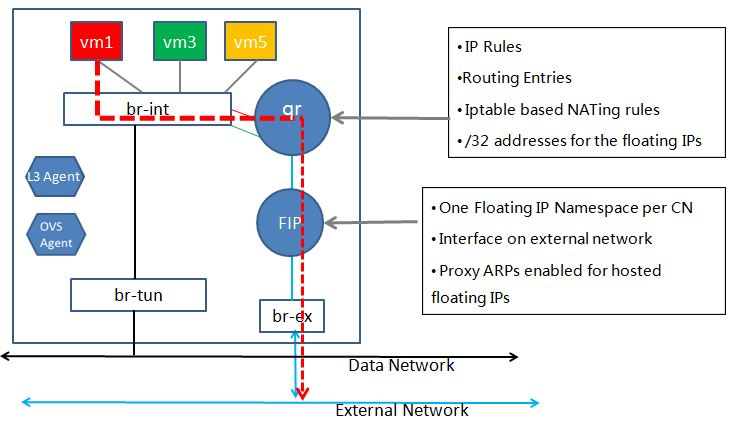 vm1
vm3
vm5
br-int
qr
• IP Rules
•Routing Entries
• Iptable based NATing rules
• /32 addresses for the floating IPs
L3 Agent
OVS
Agent
FIP
• One Floating IP Namespace per CN
• Interface on external network
• Proxy ARPs enabled for hosted
floating IPs
br-tun
br-ex
Data Network
External Network